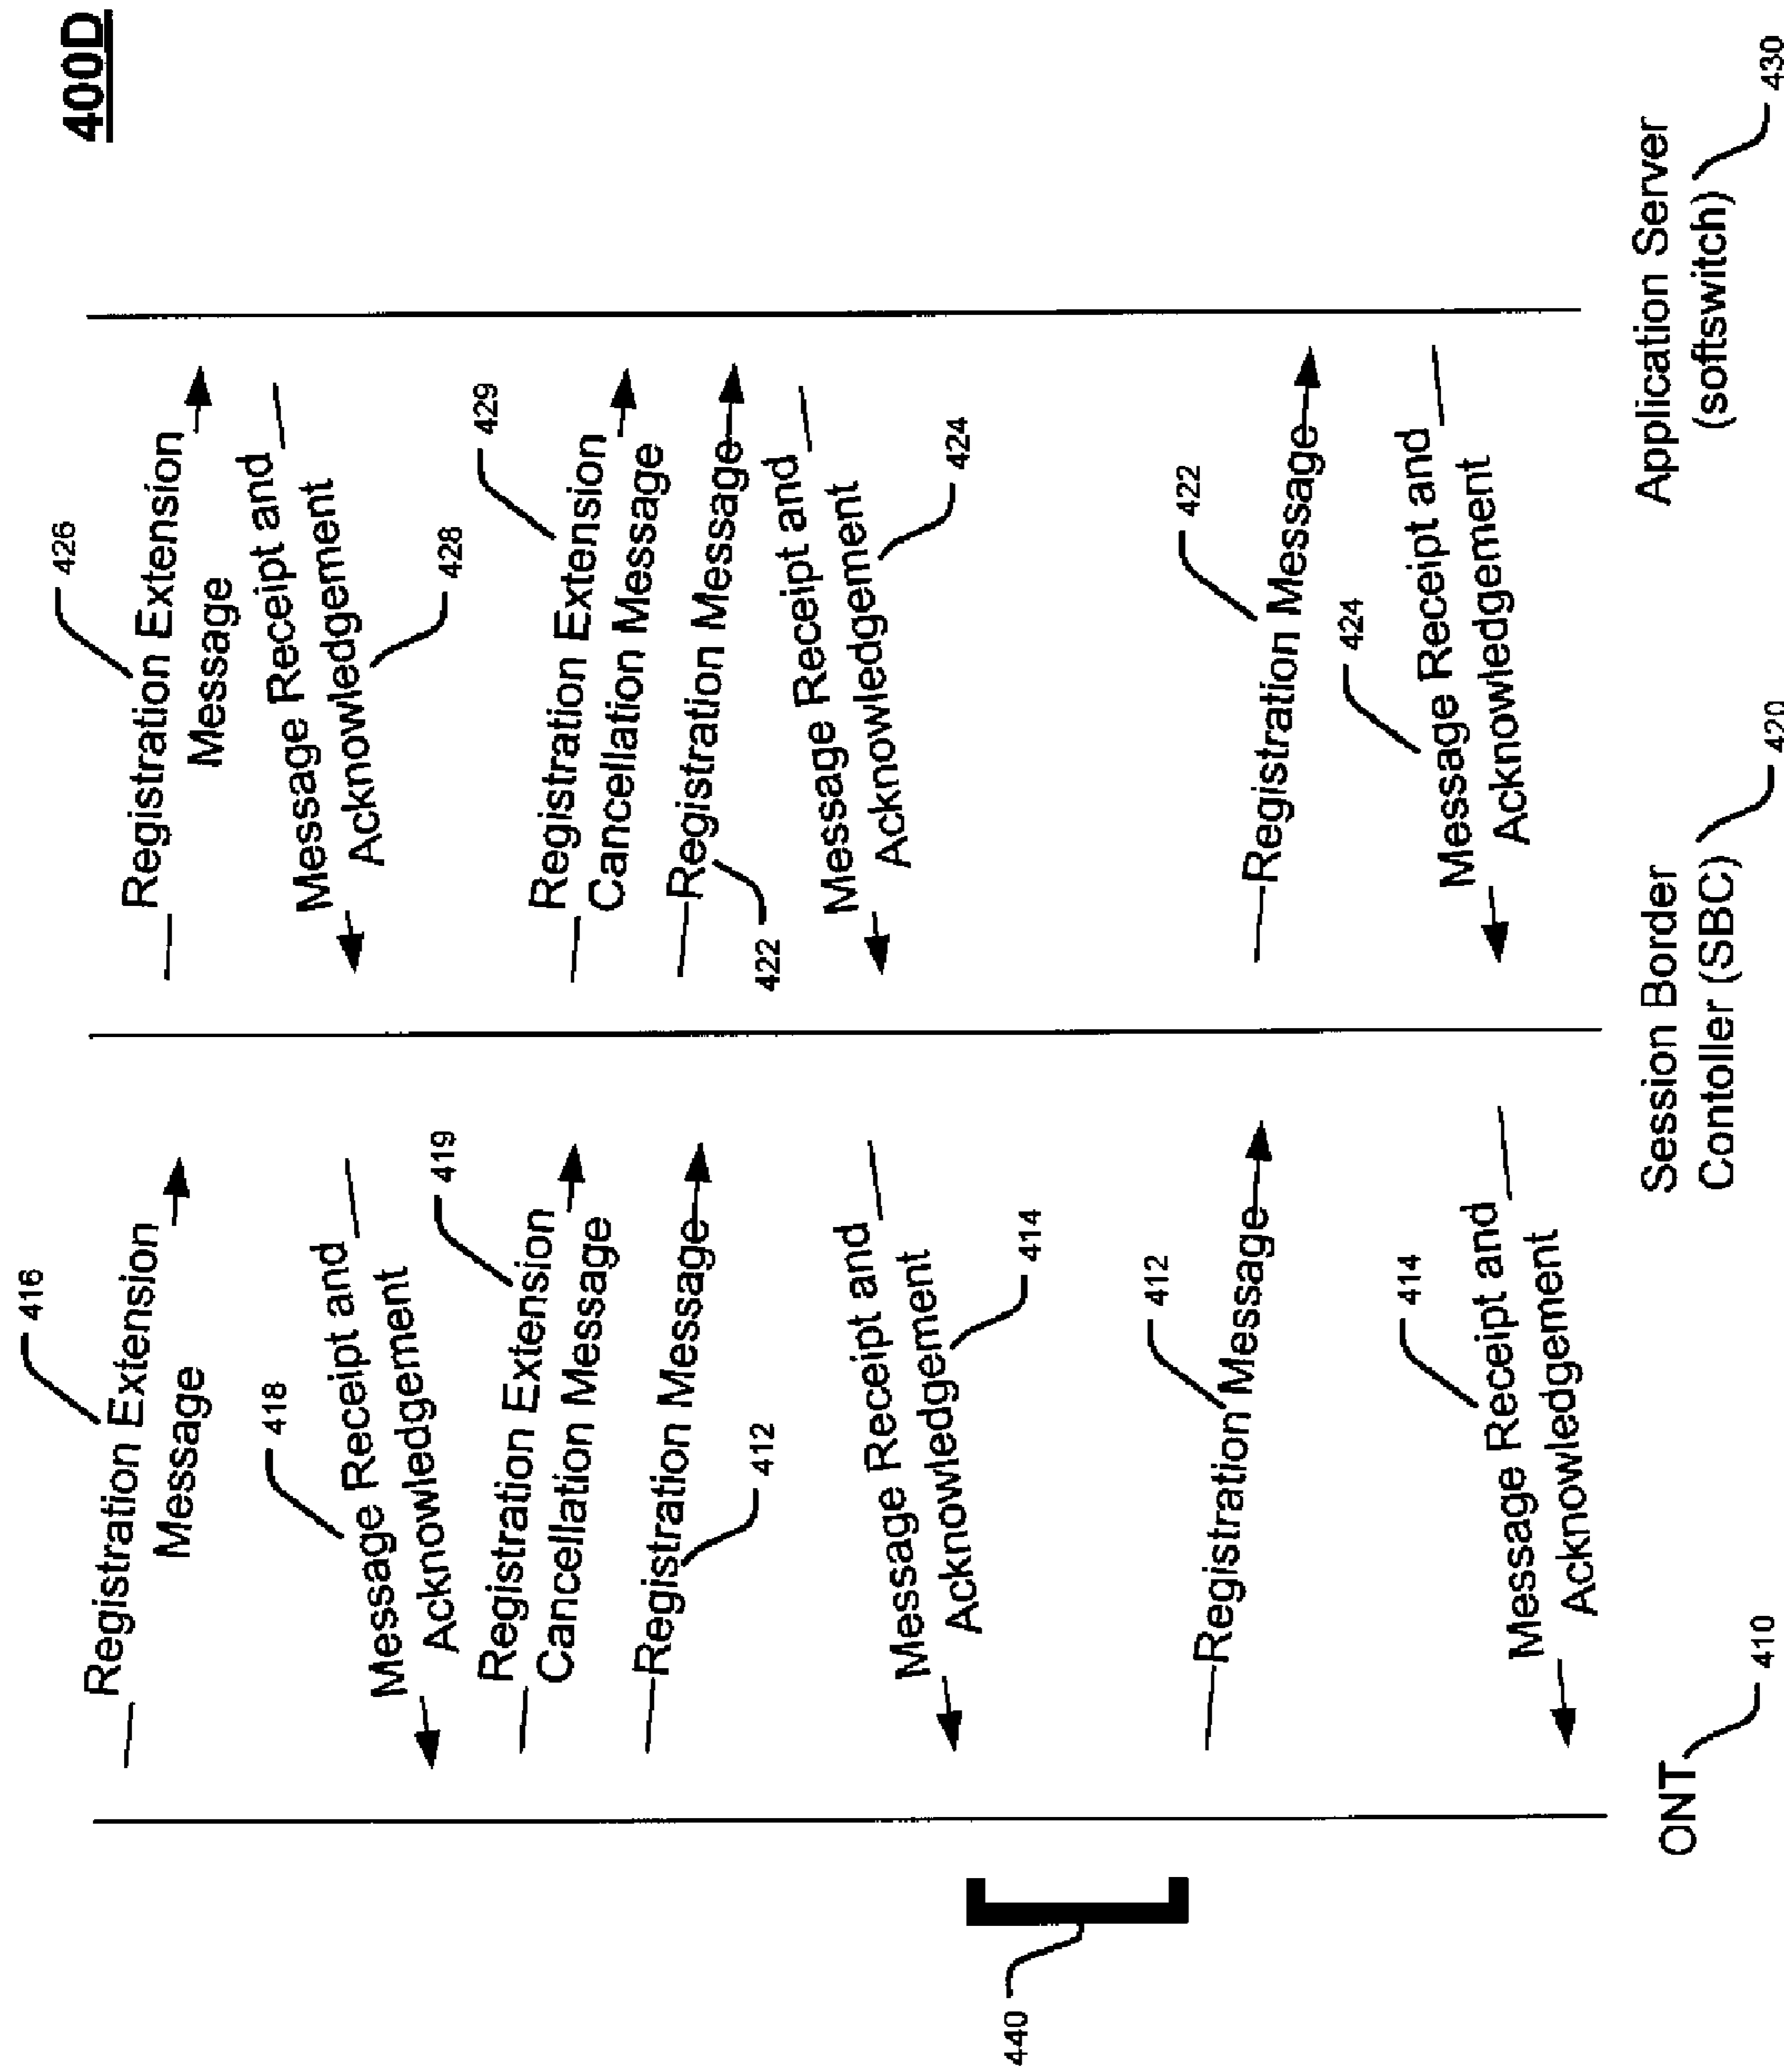 400D
416
Registration Extension
Message
418
Message Receipt and
Acknowledgement
419
Registration Extension
Cancellation Message
Registration Message
412
Message Receipt and
Acknowledgement
414
440
412
Registration Message
414
Message Receipt and
Acknowledgement
426
Registration Extension
Message
Message Receipt and
Acknowledgement
428
429
Registration Extension
Cancellation Message
Registration Message
422
Message Receipt and
Acknowledgement
424
422
Registration Message
424
Message Receipt and
Acknowledgement
ONT
410
Session Border
Contoller (SBC)
420
Application Server
(softswitch)
430